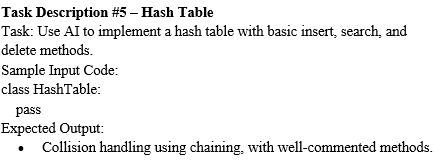 Task Description #5 – Hash Table
Task: Use AI to implement a hash table with basic insert, search, and
delete methods.
Sample Input Code:
class HashTable:
    pass
Expected Output:
• Collision handling using chaining, with well-commented methods.